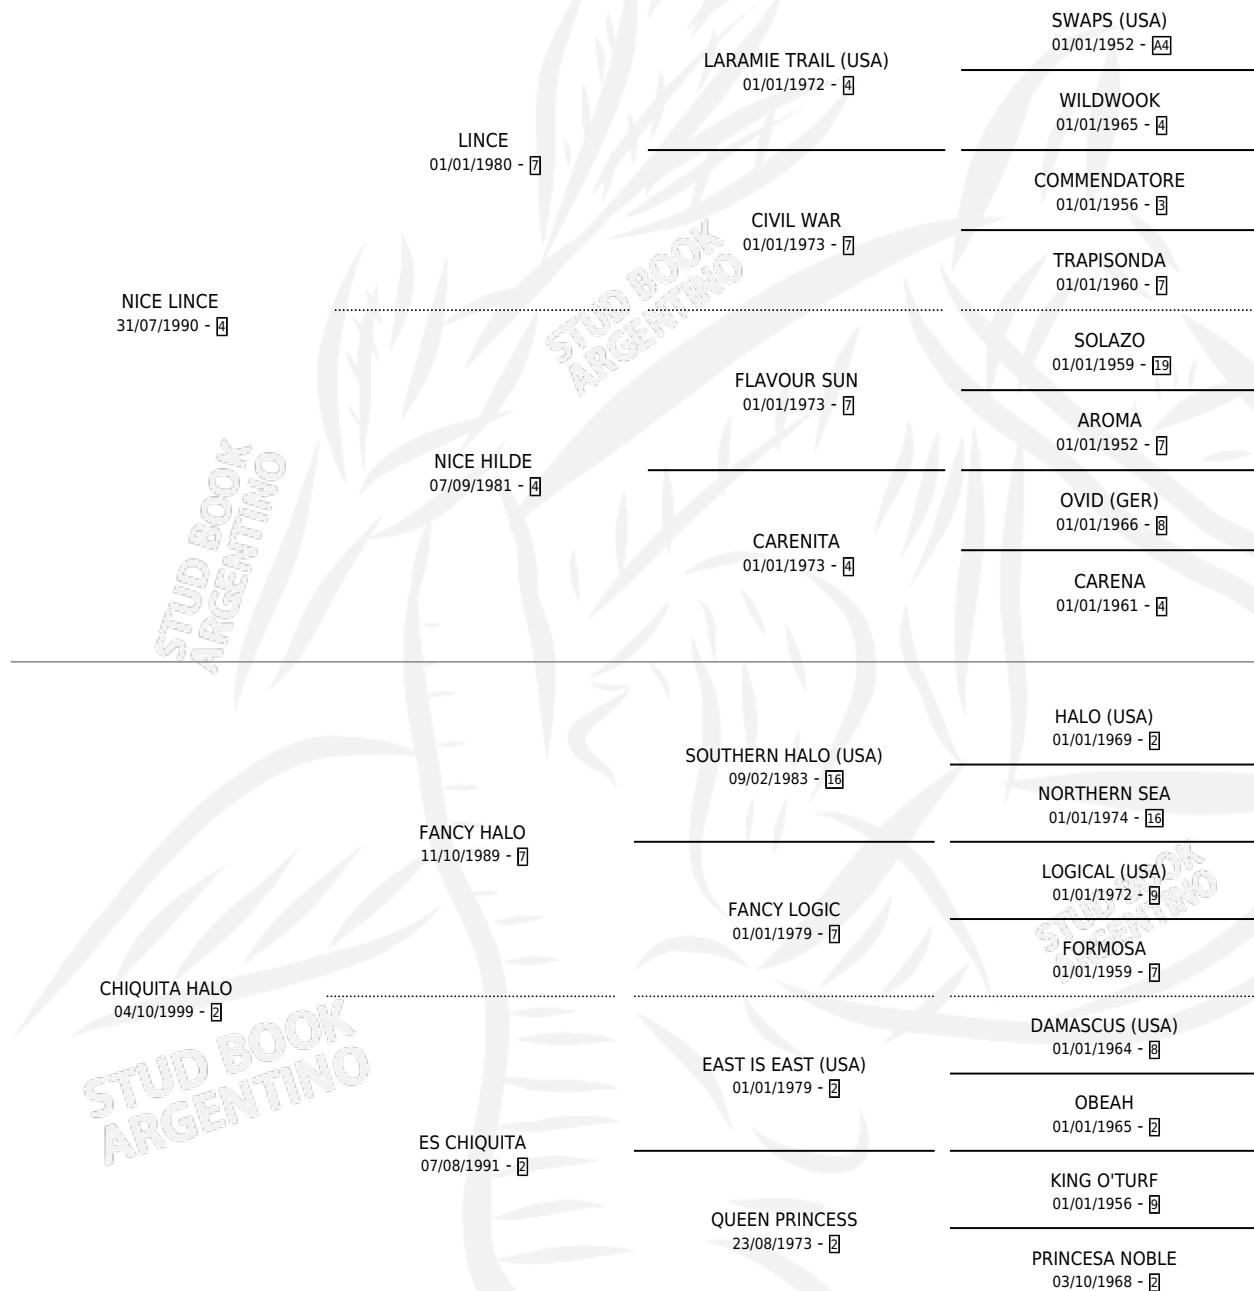 SWAPS (USA)
01/01/1952 - A4
LARAMIE TRAIL (USA)
01/01/1972 - 4
WILDWOOK
01/01/1965 - 4
LINCE
01/01/1980 - 7
COMMENDATORE
01/01/1956 - 3
CIVIL WAR
01/01/1973 - 7
TRAPISONDA
01/01/1960 - 7
NICE LINCE
31/07/1990 - 4
SOLAZO
01/01/1959 - 19
FLAVOUR SUN
01/01/1973 - 7
AROMA
01/01/1952 - 7
NICE HILDE
07/09/1981 - 4
OVID (GER)
01/01/1966 - 8
CARENITA
01/01/1973 - 4
CARENA
01/01/1961 - 4
HALO (USA)
01/01/1969 - 2
SOUTHERN HALO (USA)
09/02/1983 - 16
NORTHERN SEA
01/01/1974 - 16
FANCY HALO
11/10/1989 - 7
LOGICAL (USA)
01/01/1972 - 9
FANCY LOGIC
01/01/1979 - 7
FORMOSA
01/01/1959 - 7
CHIQUITA HALO
04/10/1999 - 2
DAMASCUS (USA)
01/01/1964 - 8
EAST IS EAST (USA)
01/01/1979 - 2
OBEAH
01/01/1965 - 2
ES CHIQUITA
07/08/1991 - 2
KING O'TURF
01/01/1956 - 9
QUEEN PRINCESS
23/08/1973 - 2
PRINCESA NOBLE
03/10/1968 - 2
STUD BOOK
ARGENTINO
STUD BOOK
ARGENTINO
STUD BOOK
ARGENTINO
STUD BOOK
ARGENTINO